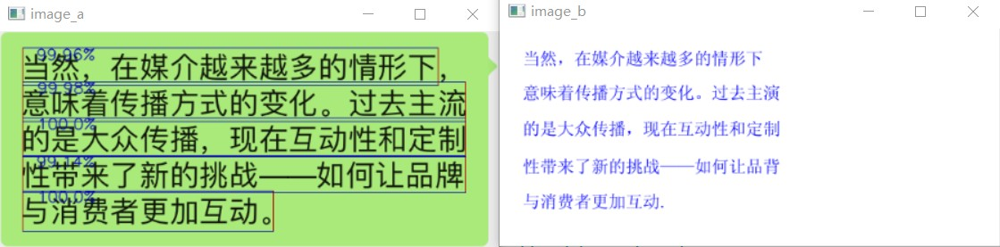 image_a
99.96%
当然，在媒介越来越多的情形下，
99.98%
意味着传播方式的变化。过去主流
100.0%
的是大众传播，现在互动性和定制
99.14%
性带来了新的挑战——如何让品牌
100.0%
与消费者更加互动。
image_b
当然，在媒介越来越多的情形下
意味着传播方式的变化。过去主演
的是大众传播，现在互动性和定制
性带来了新的挑战——如何让品背
与消费者更加互动.